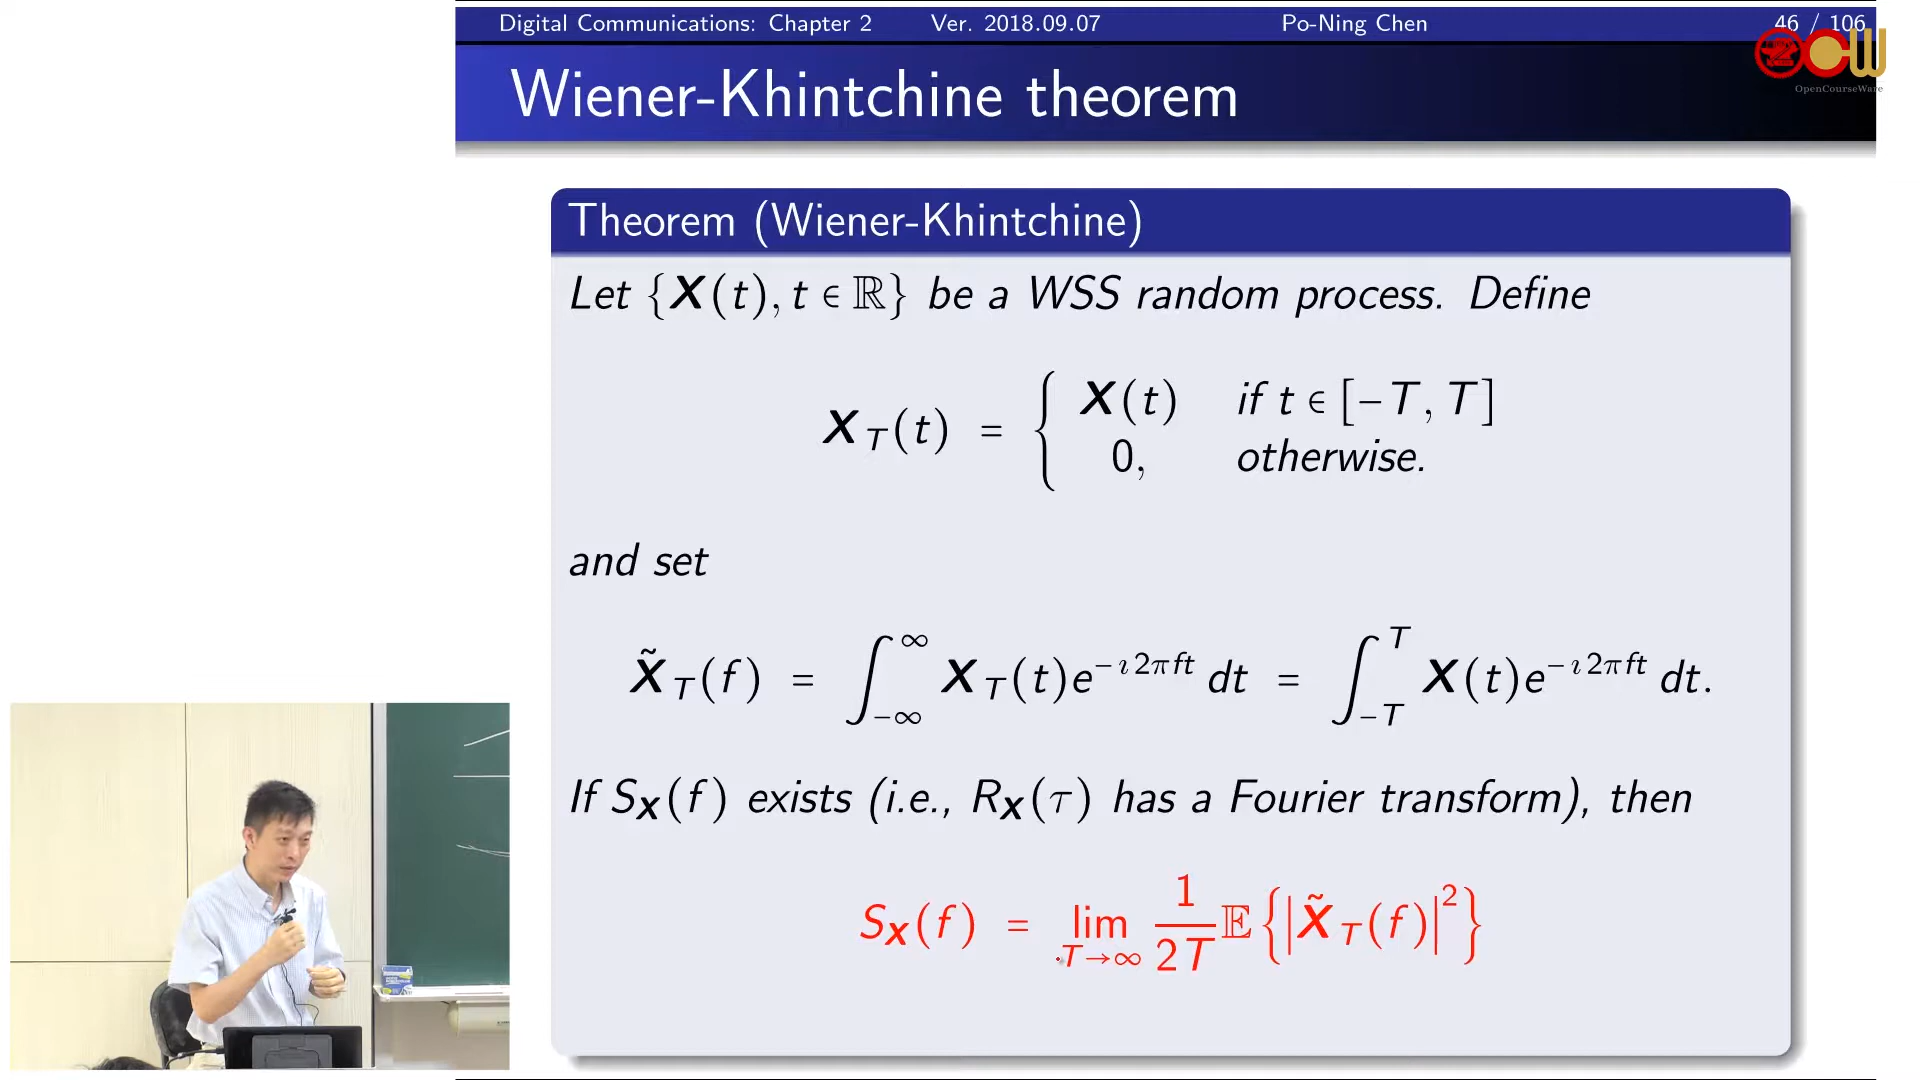 Digital Communications: Chapter 2 Ver. 2018.09.07 Po-Ning Chen 46 / 106
OpenCourseWare
Wiener-Khintchine theorem
Theorem (Wiener-Khintchine)
Let {X(t), t ∈ ℝ} be a WSS random process. Define
X_T(t) = { X(t) if t ∈ [−T, T]
0, otherwise.
and set
X̃_T(f) = ∫_{−∞}^{∞} X_T(t)e^{−ı2πft} dt = ∫_{−T}^{T} X(t)e^{−ı2πft} dt.
If S_X(f) exists (i.e., R_X(τ) has a Fourier transform), then
S_X(f) = lim_{T→∞} 1/2T 𝔼{|X̃_T(f)|²}